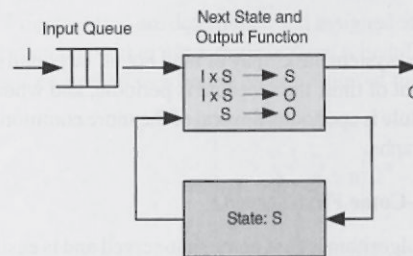 Next State and
Input Queue
Output Function
I
I x S → S
I x S → O
S → O
State: S